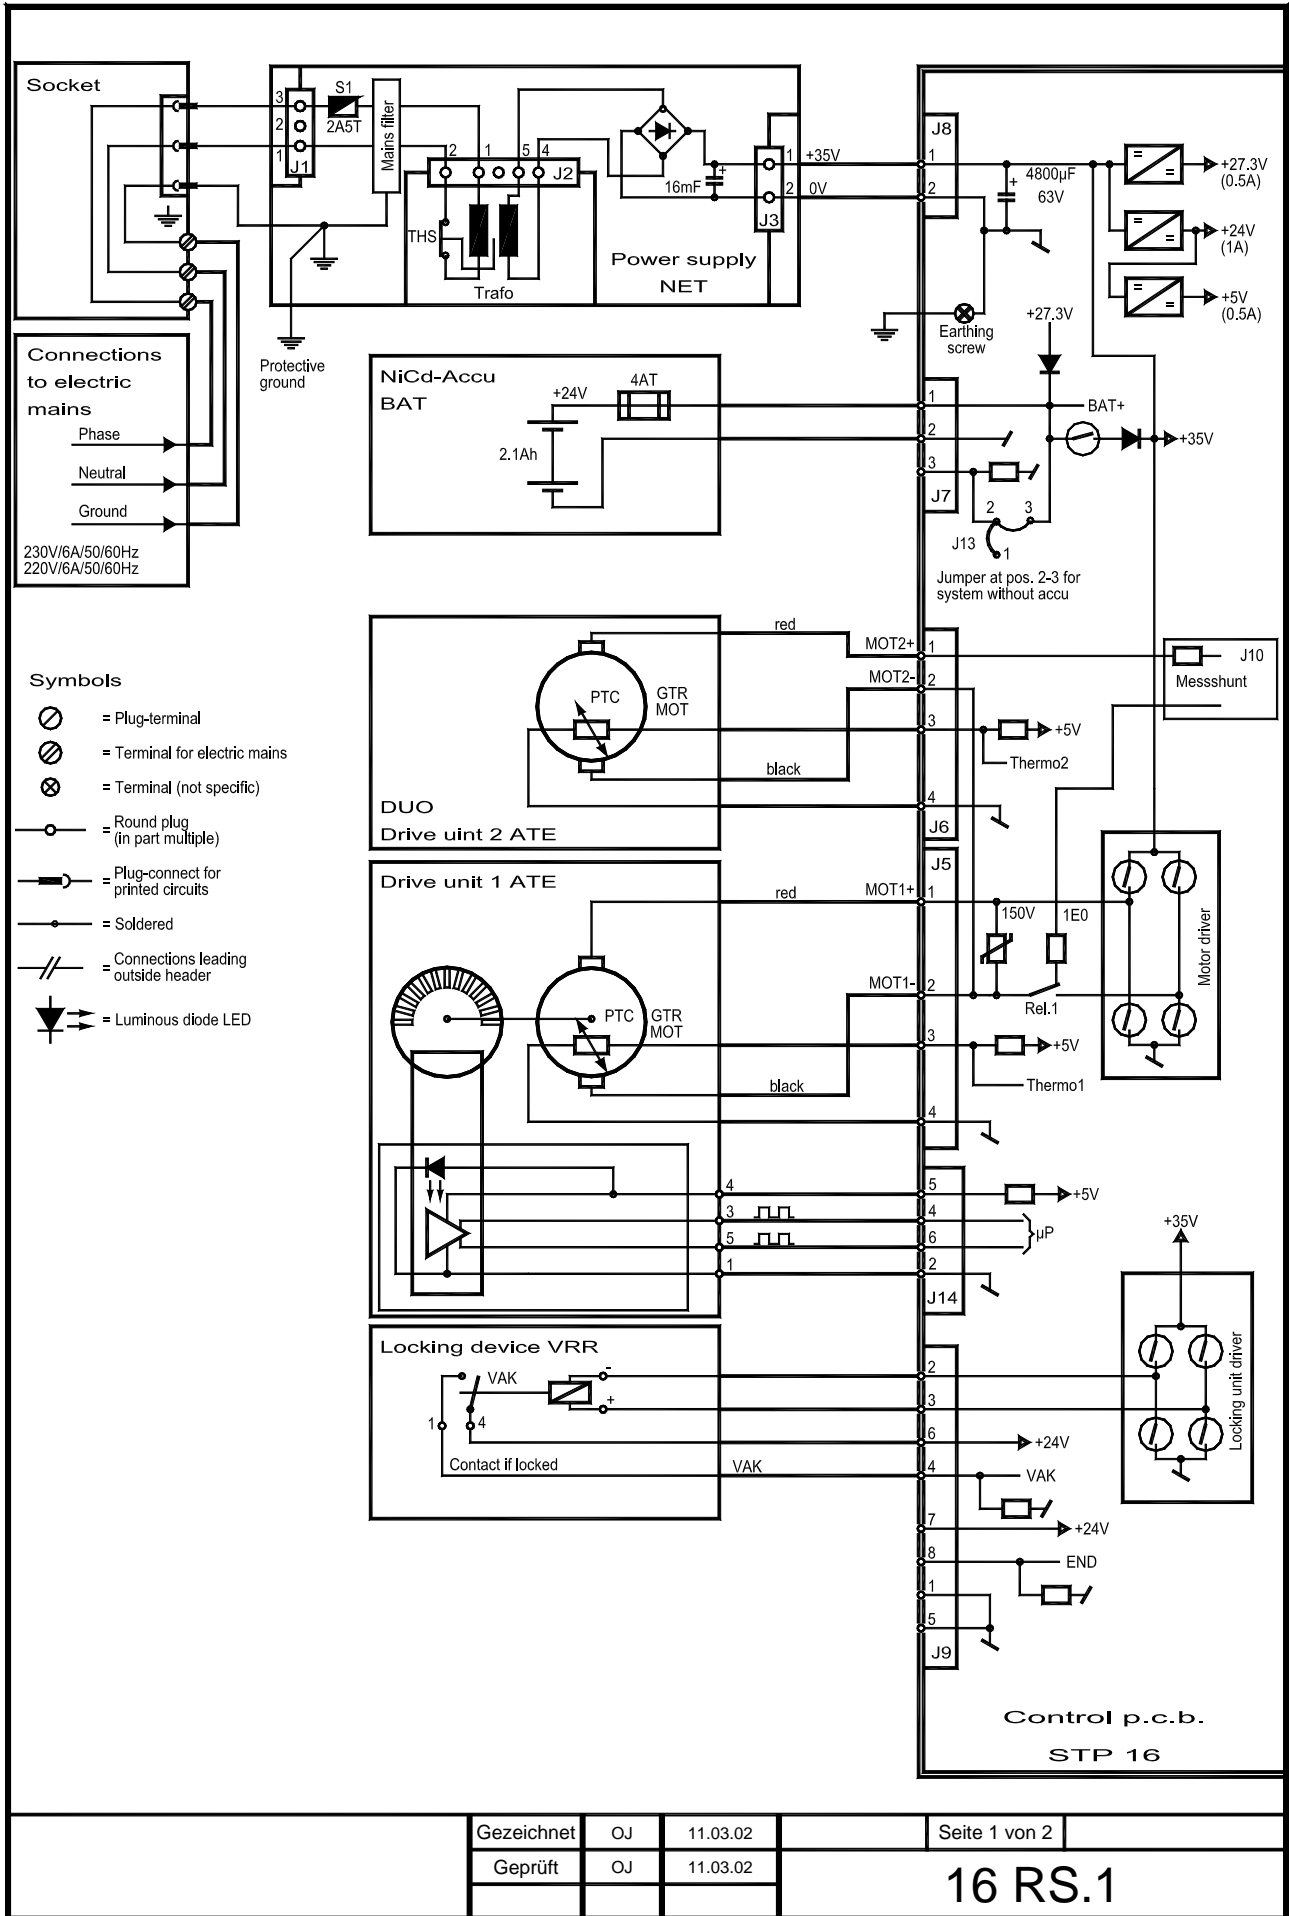 Socket
3
2
1
J1
S1
2A5T
Mains filter
2
1
5
4
J2
THS
Trafo
+
16mF
1
2
J3
Power supply
NET
+35V
0V
J8
1
2
+
4800µF
63V
=
=
+27.3V
(0.5A)
=
=
+24V
(1A)
=
=
+5V
(0.5A)
Earthing
screw
+27.3V
Protective
ground
Connections
to electric
mains
Phase
Neutral
Ground
230V/6A/50/60Hz
220V/6A/50/60Hz
NiCd-Accu
BAT
+24V
4AT
2.1Ah
1
2
3
J7
BAT+
+35V
2
3
J13
1
Jumper at pos. 2-3 for
system without accu
Symbols
= Plug-terminal
= Terminal for electric mains
= Terminal (not specific)
= Round plug
(in part multiple)
= Plug-connect for
printed circuits
= Soldered
= Connections leading
outside header
= Luminous diode LED
red
PTC
GTR
MOT
black
DUO
Drive uint 2 ATE
MOT2+
MOT2-
1
2
3
4
J6
+5V
Thermo2
J10
Messshunt
Drive unit 1 ATE
red
PTC
GTR
MOT
black
MOT1+
MOT1-
J5
1
2
3
4
150V
1E0
Rel.1
+5V
Thermo1
Motor driver
4
3
5
1
5
4
6
2
J14
+5V
µP
+35V
Locking device VRR
VAK
-
+
1
4
Contact if locked
VAK
2
3
6
4
7
8
1
5
J9
+24V
VAK
+24V
END
Locking unit driver
Control p.c.b.
STP 16
Gezeichnet OJ 11.03.02 Seite 1 von 2
Geprüft OJ 11.03.02
16 RS.1